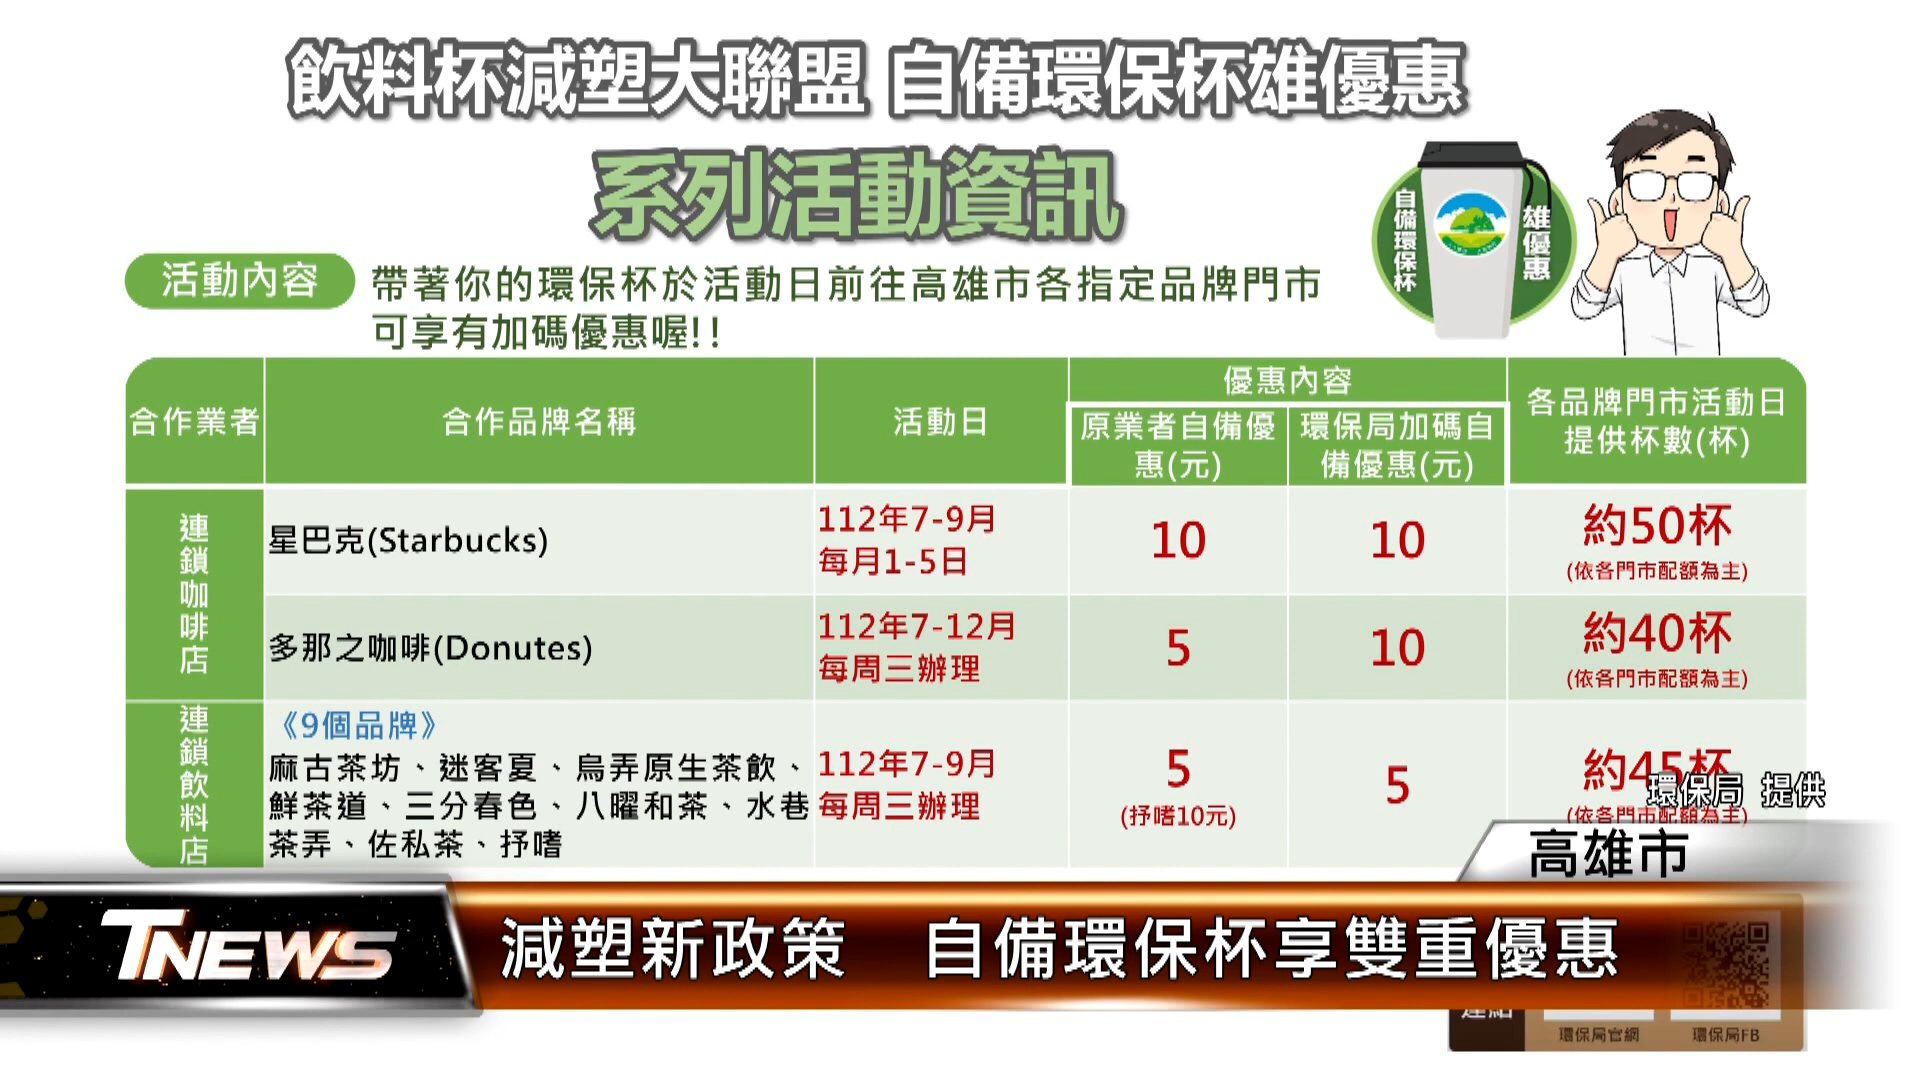 飲料杯減塑大聯盟 自備環保杯雄優惠
系列活動資訊
自備環保杯
雄優惠
活動內容
帶著你的環保杯於活動日前往高雄市各指定品牌門市
可享有加碼優惠喔!!
合作業者
合作品牌名稱
活動日
優惠內容
原業者自備優
惠(元)
環保局加碼自
備優惠(元)
各品牌門市活動日
提供杯數(杯)
連鎖咖啡店
星巴克(Starbucks)
112年7-9月
每月1-5日
10
10
約50杯
(依各門市配額為主)
多那之咖啡(Donutes)
112年7-12月
每周三辦理
5
10
約40杯
(依各門市配額為主)
連鎖飲料店
《9個品牌》
麻古茶坊、迷客夏、烏弄原生茶飲、
鮮茶道、三分春色、八曜和茶、水巷
茶弄、佐私茶、抒嗜
112年7-9月
每周三辦理
5
(抒嗜10元)
5
約45杯
(依各門市配額為主)
環保局 提供
高雄市
TNEWS
減塑新政策 自備環保杯享雙重優惠
環保局官網
環保局FB